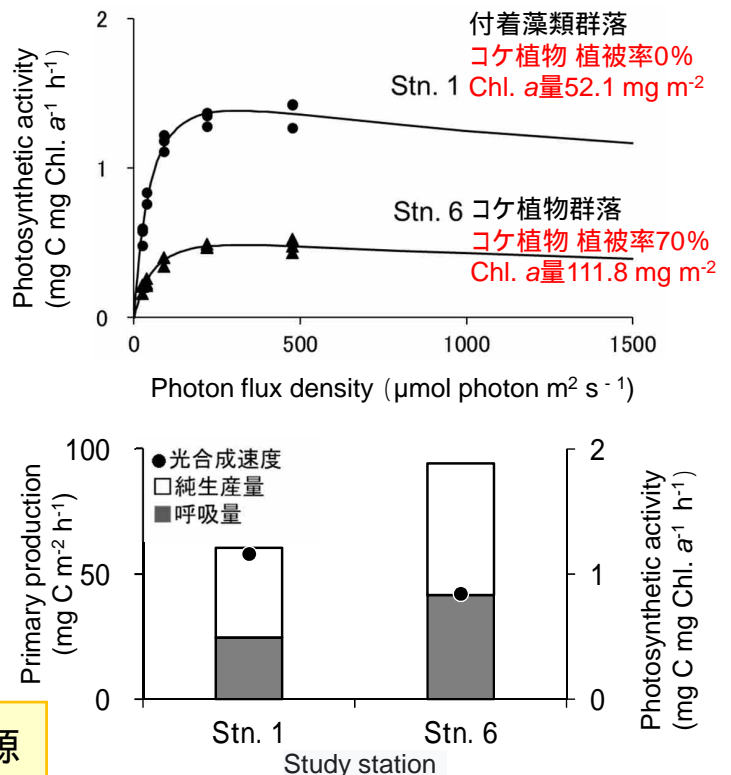 2
付着藻類群落
コケ植物 植被率0%
Stn. 1 Chl. a量52.1 mg m-2
1
Stn. 6 コケ植物群落
コケ植物 植被率70%
Chl. a量111.8 mg m-2
0
0 500 1000 1500
Photosynthetic activity
(mg C mg Chl. a-1 h-1)
Photon flux density (μmol photon m2 s -1)
100 2
●光合成速度
□純生産量
■呼吸量
50 1
0 0
Primary production
(mg C m-2 h-1)
Photosynthetic activity
(mg C mg Chl. a-1 h-1)
Stn. 1 Stn. 6
Study station
源